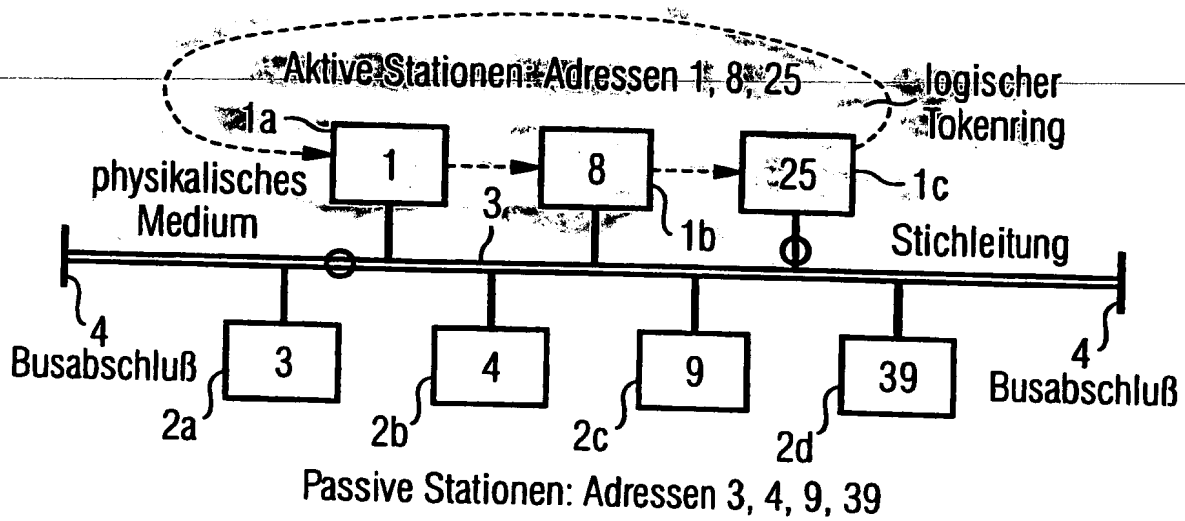 Aktive Stationen: Adressen 1, 8, 25
logischer
Tokenring
1a
1
8
25
1c
physikalisches
Medium
3
1b
Stichleitung
4
Busabschluß
3
4
9
39
4
Busabschluß
2a
2b
2c
2d
Passive Stationen: Adressen 3, 4, 9, 39